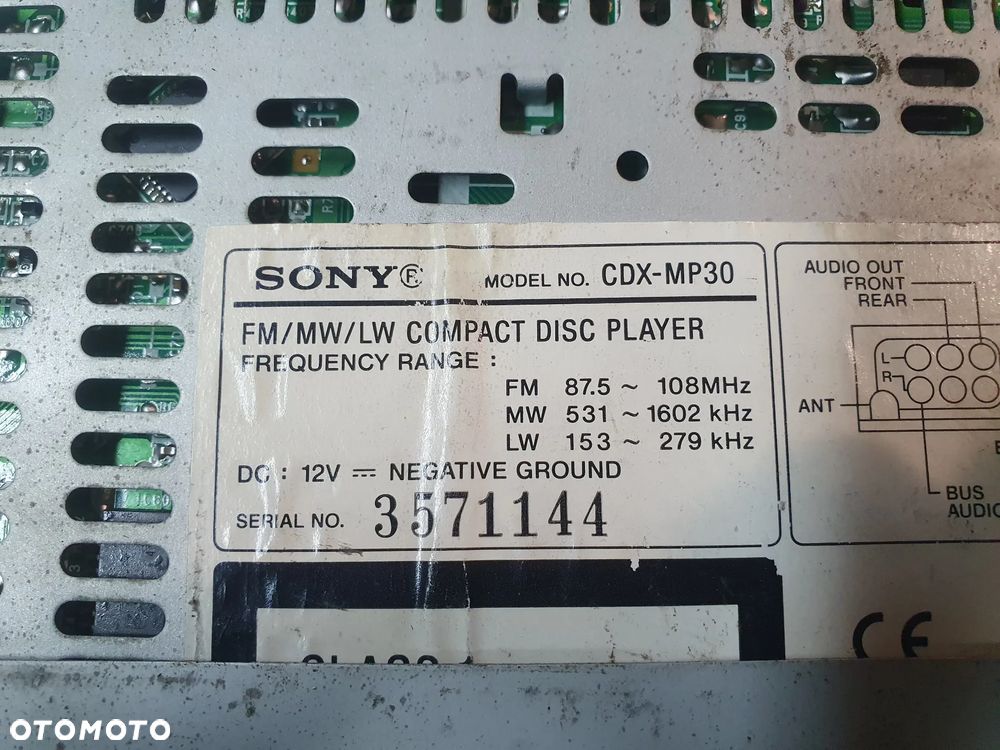 SONY® MODEL NO. CDX-MP30
FM/MW/LW COMPACT DISC PLAYER
FREQUENCY RANGE :
FM 87.5 ~ 108MHz
MW 531 ~ 1602 kHz
LW 153 ~ 279 kHz
DC : 12V ⎓ NEGATIVE GROUND
SERIAL NO. 3571144
AUDIO OUT
FRONT
REAR
L
R
ANT
BUS
AUDIO
CE
C91
OTOMOTO